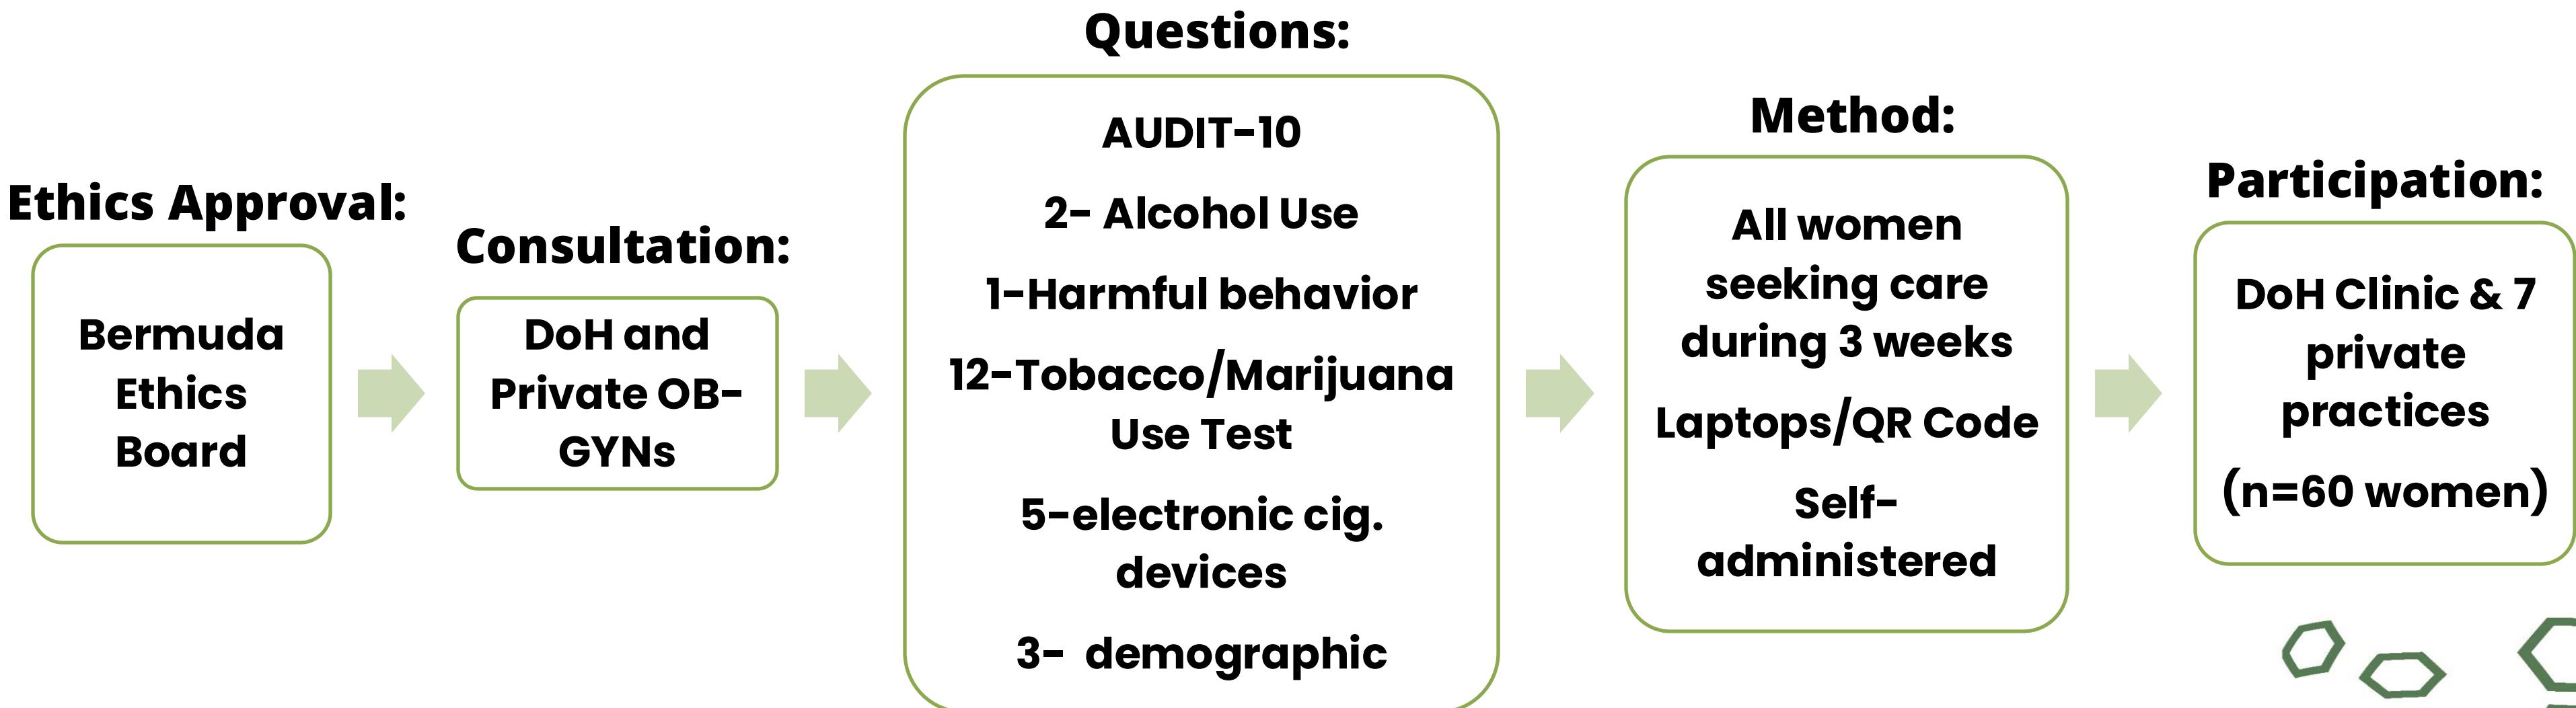 Ethics Approval:
Bermuda
Ethics
Board
Consultation:
DoH and
Private OB-
GYNs
Questions:
AUDIT-10
2- Alcohol Use
1-Harmful behavior
12-Tobacco/Marijuana
Use Test
5-electronic cig.
devices
3- demographic
Method:
All women
seeking care
during 3 weeks
Laptops/QR Code
Self-
administered
Participation:
DoH Clinic & 7
private
practices
(n=60 women)